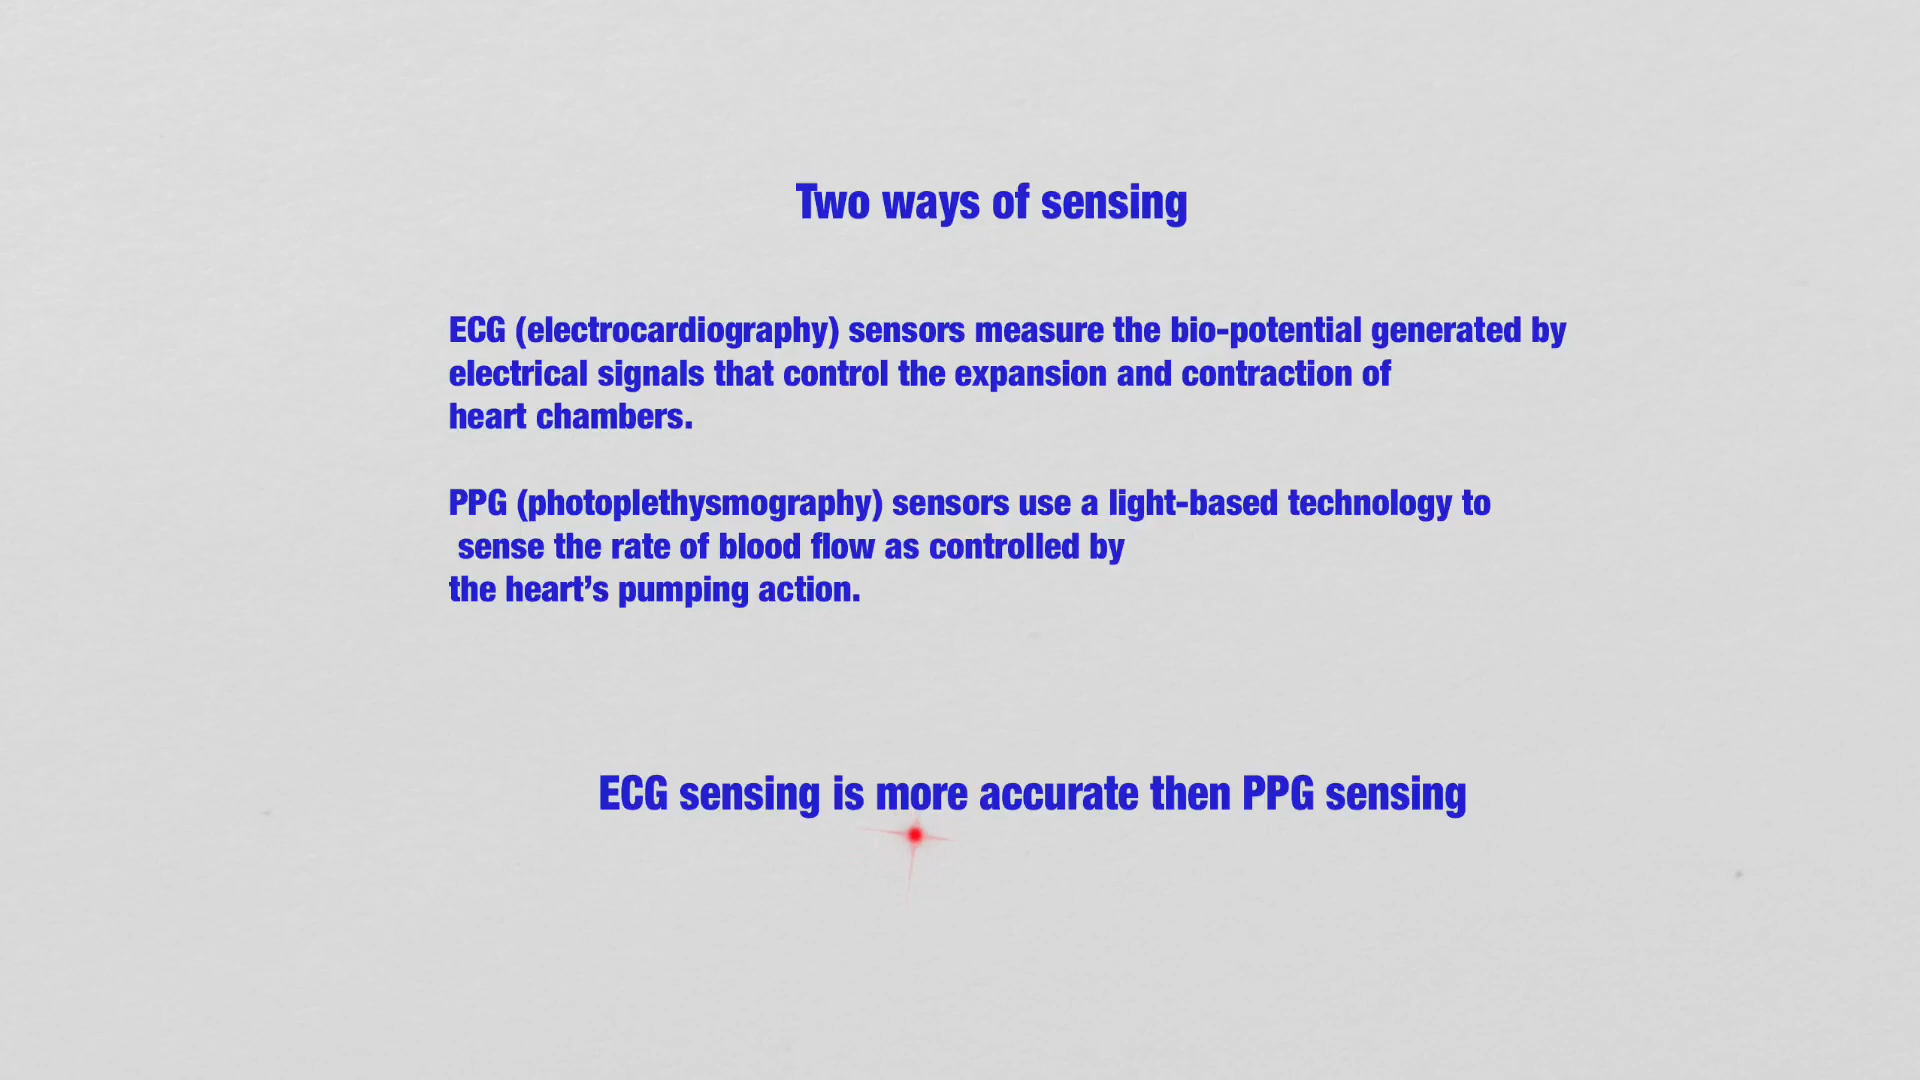 Two ways of sensing
ECG (electrocardiography) sensors measure the bio-potential generated by
electrical signals that control the expansion and contraction of
heart chambers.
PPG (photoplethysmography) sensors use a light-based technology to
sense the rate of blood flow as controlled by
the heart’s pumping action.
ECG sensing is more accurate then PPG sensing